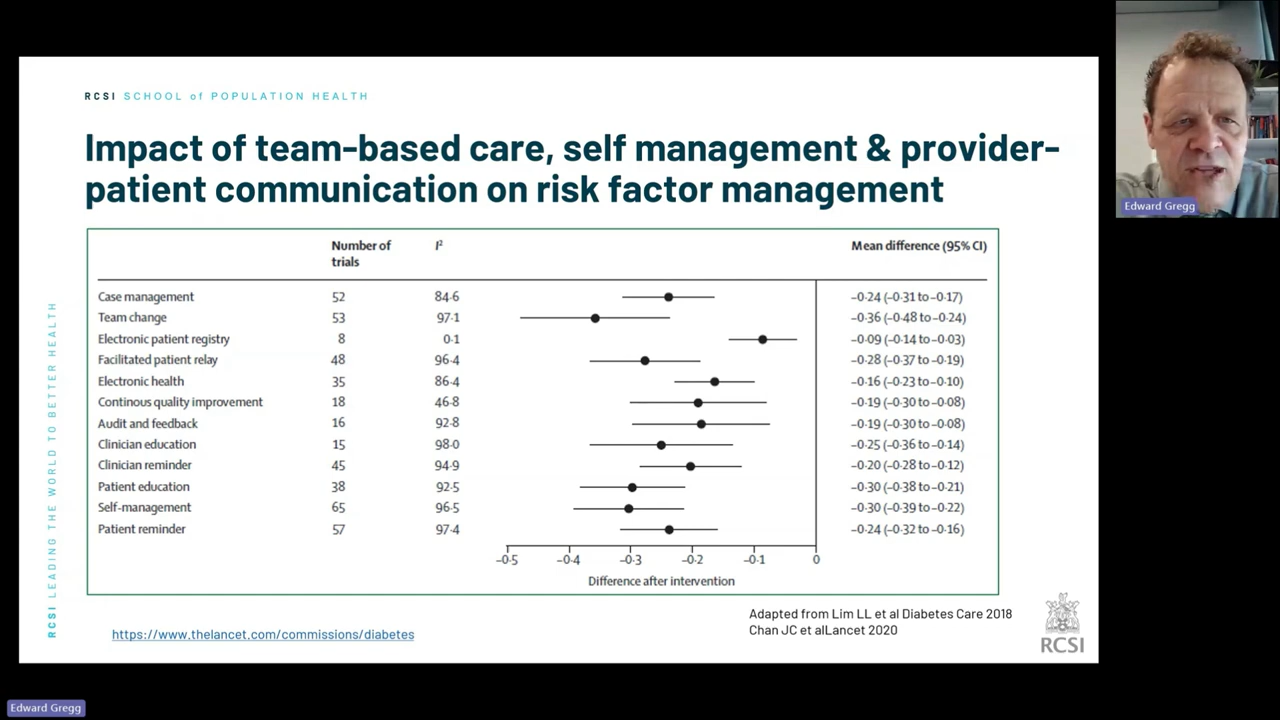 RCSI SCHOOL of POPULATION HEALTH
Impact of team-based care, self management & provider-
patient communication on risk factor management
Number of trials I² Mean difference (95% CI)
Case management 52 84·6 –0·24 (–0·31 to –0·17)
Team change 53 97·1 –0·36 (–0·48 to –0·24)
Electronic patient registry 8 0·1 –0·09 (–0·14 to –0·03)
Facilitated patient relay 48 96·4 –0·28 (–0·37 to –0·19)
Electronic health 35 86·4 –0·16 (–0·23 to –0·10)
Continous quality improvement 18 46·8 –0·19 (–0·30 to –0·08)
Audit and feedback 16 92·8 –0·19 (–0·30 to –0·08)
Clinician education 15 98·0 –0·25 (–0·36 to –0·14)
Clinician reminder 45 94·9 –0·20 (–0·28 to –0·12)
Patient education 38 92·5 –0·30 (–0·38 to –0·21)
Self-management 65 96·5 –0·30 (–0·39 to –0·22)
Patient reminder 57 97·4 –0·24 (–0·32 to –0·16)
–0·5 –0·4 –0·3 –0·2 –0·1 0
Difference after intervention
Adapted from Lim LL et al Diabetes Care 2018
Chan JC et alLancet 2020
https://www.thelancet.com/commissions/diabetes
RCSI LEADING THE WORLD TO BETTER HEALTH
RCSI
Edward Gregg
Edward Gregg